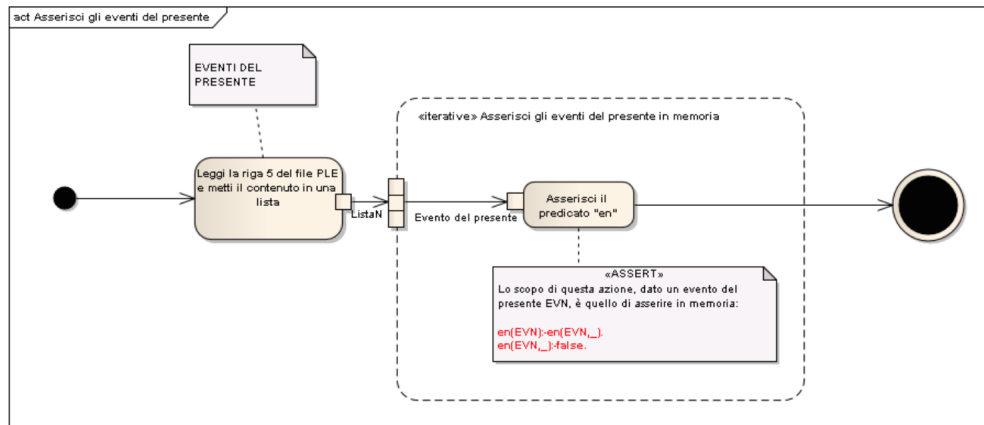 act Asserisci gli eventi del presente
EVENTI DEL
PRESENTE
«iterative» Asserisci gli eventi del presente in memoria
Leggi la riga 5 del file PLE
e metti il contenuto in una
lista
ListaN
Evento del presente
Asserisci il
predicato "en"
«ASSERT»
Lo scopo di questa azione, dato un evento del
presente EVN, è quello di asserire in memoria:
en(EVN):-en(EVN,_).
en(EVN,_):-false.